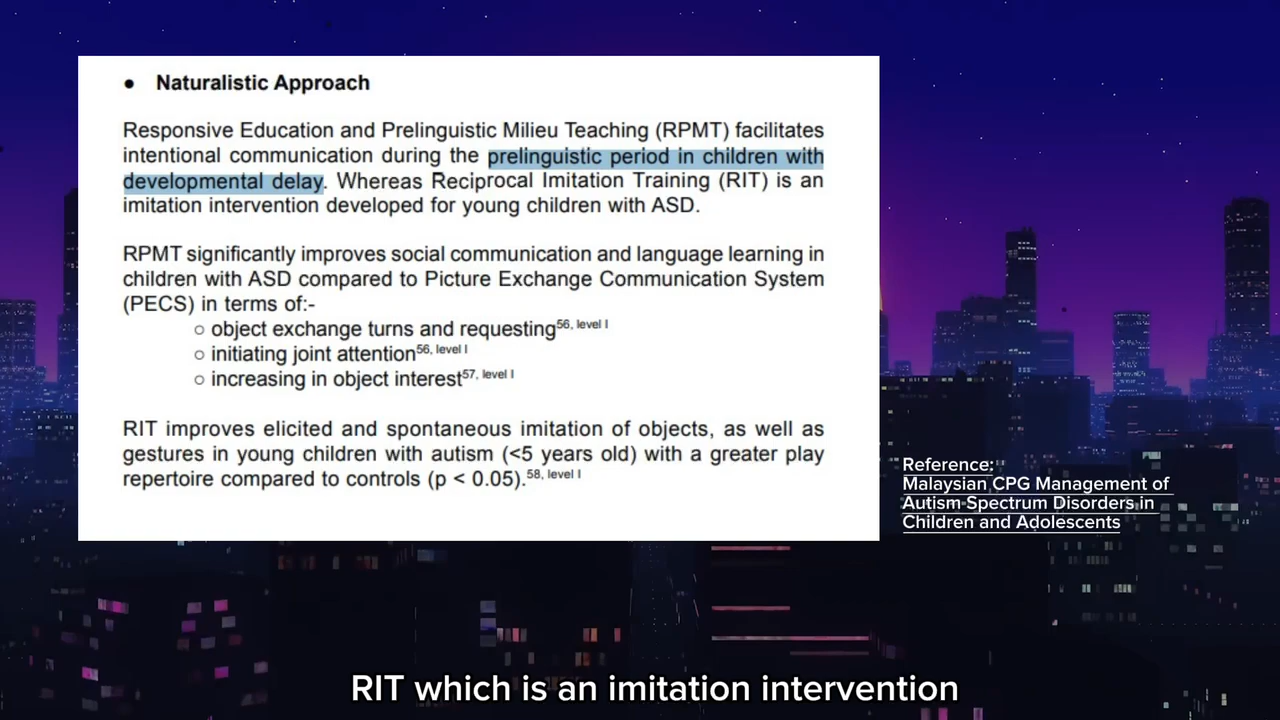 ● Naturalistic Approach
Responsive Education and Prelinguistic Milieu Teaching (RPMT) facilitates
intentional communication during the prelinguistic period in children with
developmental delay. Whereas Reciprocal Imitation Training (RIT) is an
imitation intervention developed for young children with ASD.
RPMT significantly improves social communication and language learning in
children with ASD compared to Picture Exchange Communication System
(PECS) in terms of:-
○ object exchange turns and requesting56, level I
○ initiating joint attention56, level I
○ increasing in object interest57, level I
RIT improves elicited and spontaneous imitation of objects, as well as
gestures in young children with autism (<5 years old) with a greater play
repertoire compared to controls (p < 0.05).58, level I
Reference:
Malaysian CPG Management of
Autism Spectrum Disorders in
Children and Adolescents
RIT which is an imitation intervention